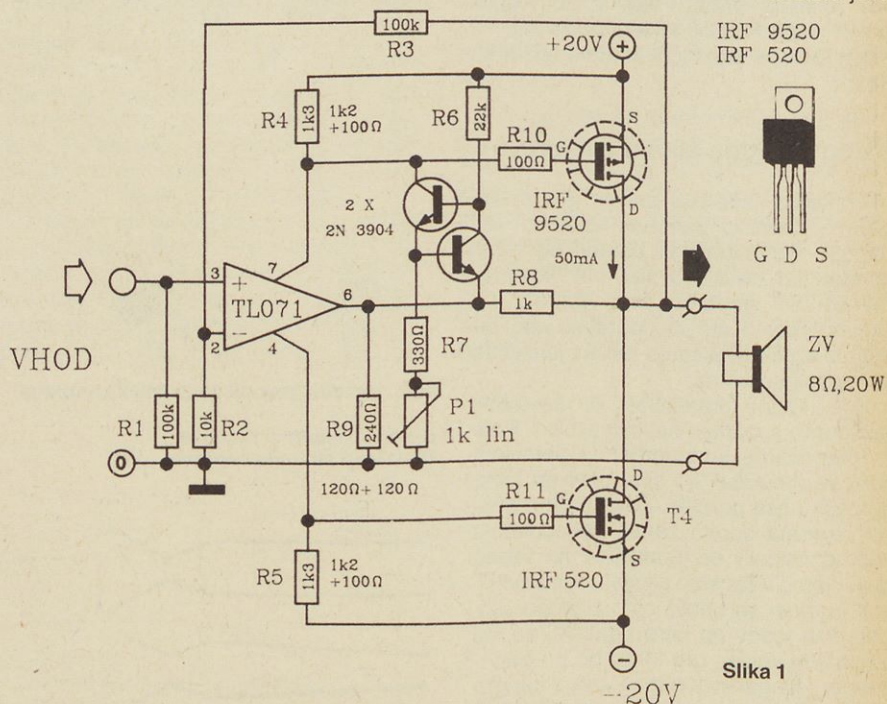 100k
R3
+20V
+
IRF 9520
IRF 520
R4
1k3
1k2
+100Ω
R6
22k
R10
100Ω
G
S
D
IRF
9520
2 X
2N 3904
G D S
50mA
3
+
7
TL071
6
−
2
4
R8
1k
VHOD
R7
330Ω
ZV
8Ω,20W
R1
100k
10k
R2
R9
240Ω
P1
1k lin
0
120Ω+ 120 Ω
R11
100Ω
G
D
S
T4
R5
1k3
1k2
+100Ω
IRF 520
−
−20V
Slika 1